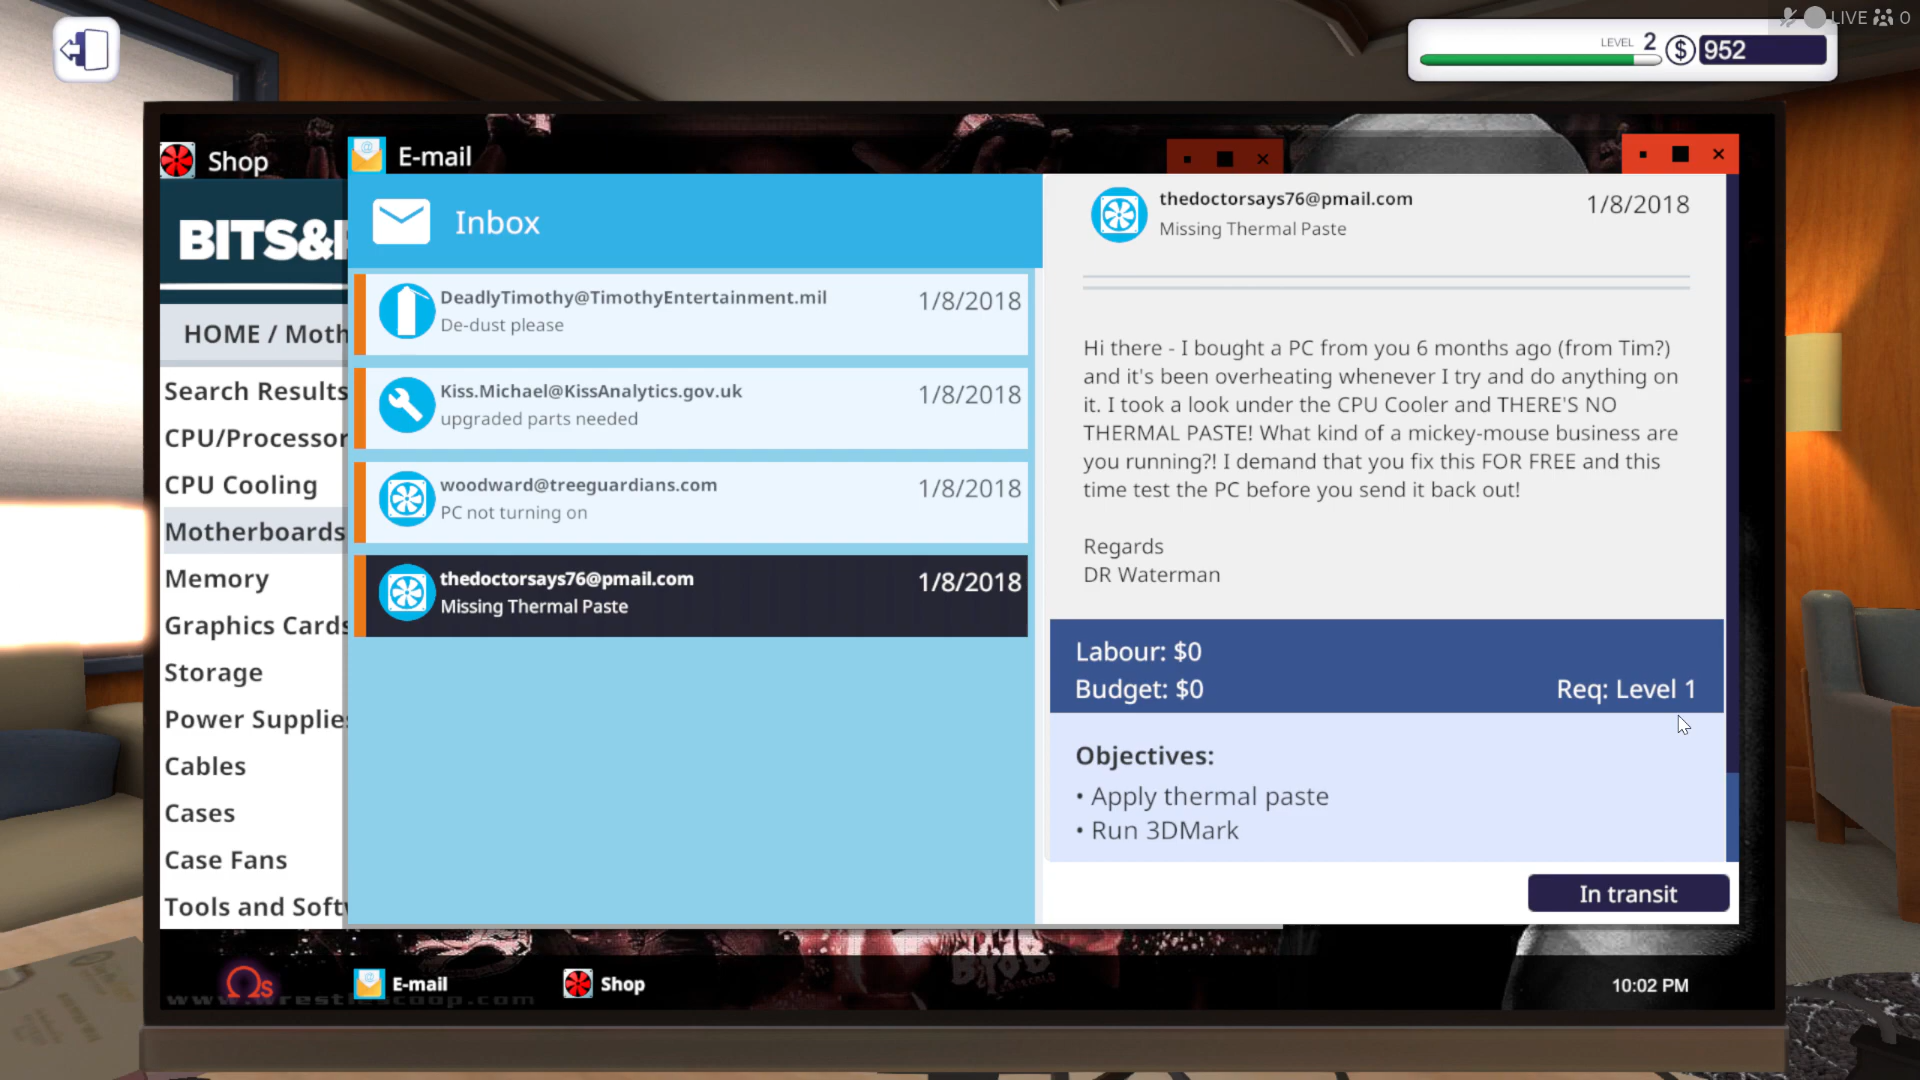 LIVE 0
LEVEL 2 $ 952
Shop
E-mail
BITS&
HOME / Moth
Search Results
CPU/Processor
CPU Cooling
Motherboards
Memory
Graphics Cards
Storage
Power Supplies
Cables
Cases
Case Fans
Tools and Soft
Inbox
DeadlyTimothy@TimothyEntertainment.mil 1/8/2018
De-dust please
Kiss.Michael@KissAnalytics.gov.uk 1/8/2018
upgraded parts needed
woodward@treeguardians.com 1/8/2018
PC not turning on
thedoctorsays76@pmail.com 1/8/2018
Missing Thermal Paste
thedoctorsays76@pmail.com 1/8/2018
Missing Thermal Paste
Hi there - I bought a PC from you 6 months ago (from Tim?)
and it's been overheating whenever I try and do anything on
it. I took a look under the CPU Cooler and THERE'S NO
THERMAL PASTE! What kind of a mickey-mouse business are
you running?! I demand that you fix this FOR FREE and this
time test the PC before you send it back out!
Regards
DR Waterman
Labour: $0
Budget: $0 Req: Level 1
Objectives:
• Apply thermal paste
• Run 3DMark
In transit
Ωs
E-mail
Shop
10:02 PM